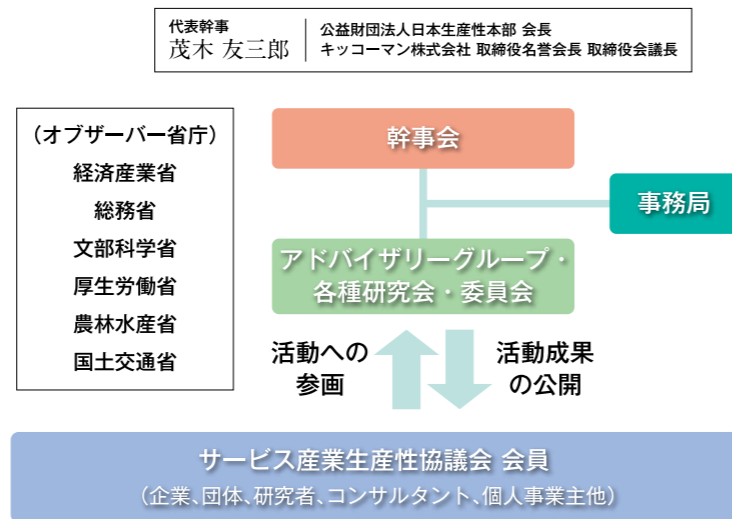 代表幹事
茂木 友三郎
公益財団法人日本生産性本部 会長
キッコーマン株式会社 取締役名誉会長 取締役会議長
（オブザーバー省庁）
経済産業省
総務省
文部科学省
厚生労働省
農林水産省
国土交通省
幹事会
事務局
アドバイザリーグループ・
各種研究会・委員会
活動への
参画
活動成果
の公開
サービス産業生産性協議会 会員
（企業、団体、研究者、コンサルタント、個人事業主他）